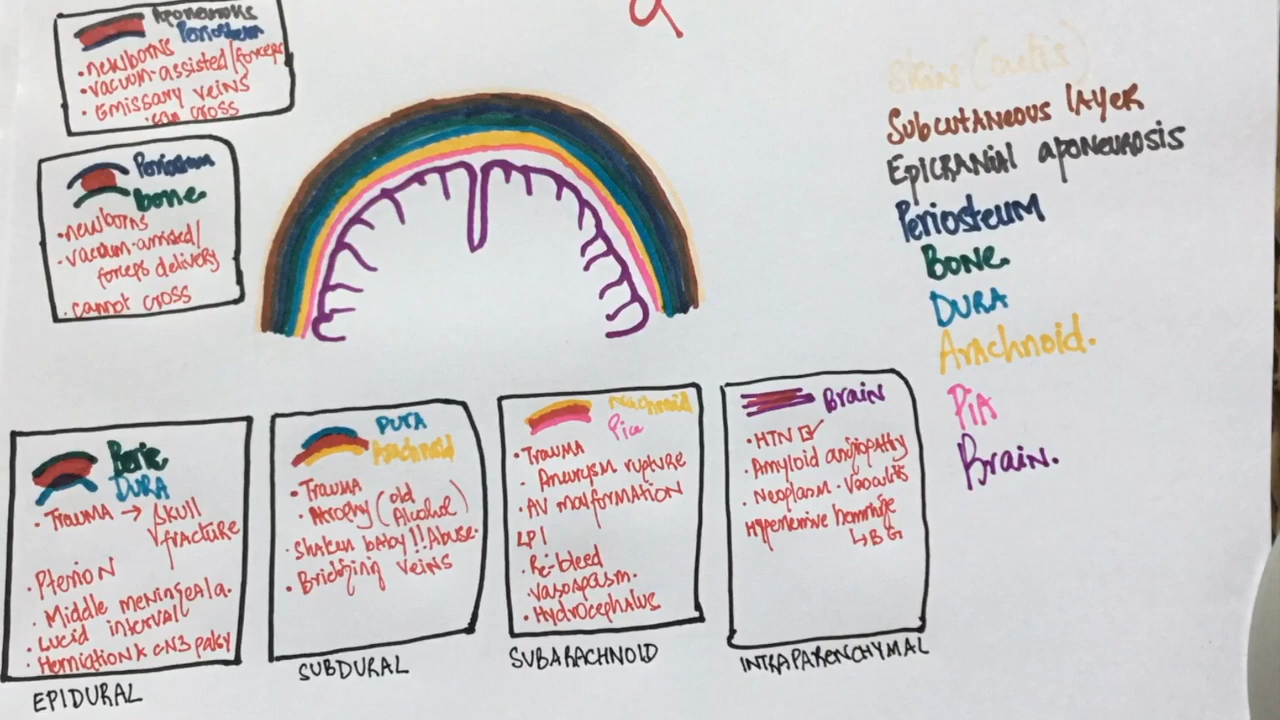 Aponeurosis
Periosteum
• newborns
• vacuum-assisted/forceps
• Emissary veins
• can cross
Periosteum
Bone
• newborns
• vacuum-assisted/
forceps delivery
• cannot cross
Skin (cutis)
Subcutaneous layer
Epicranial aponeurosis
Periosteum
Bone.
Dura
Arachnoid.
Pia
Brain.
Bone
Dura
• Trauma → skull
fracture
• Pterion
• Middle meningeal a.
• Lucid interval
• Herniation & CN3 palsy
EPIDURAL
Dura
Arachnoid
• Trauma
• Atrophy (old
Alcohol)
• Shaken baby!! Abuse.
• Bridging veins
SUBDURAL
Arachnoid
Pia
• Trauma
• Aneurysm rupture
• AV malformation
LP!
• Re-bleed
• Vasospasm.
• Hydrocephalus
SUBARACHNOID
Brain
• HTN
• Amyloid angiopathy
• Neoplasm • Vasculitis
Hypertensive hemrrhge
↳ BG
INTRAPARENCHYMAL